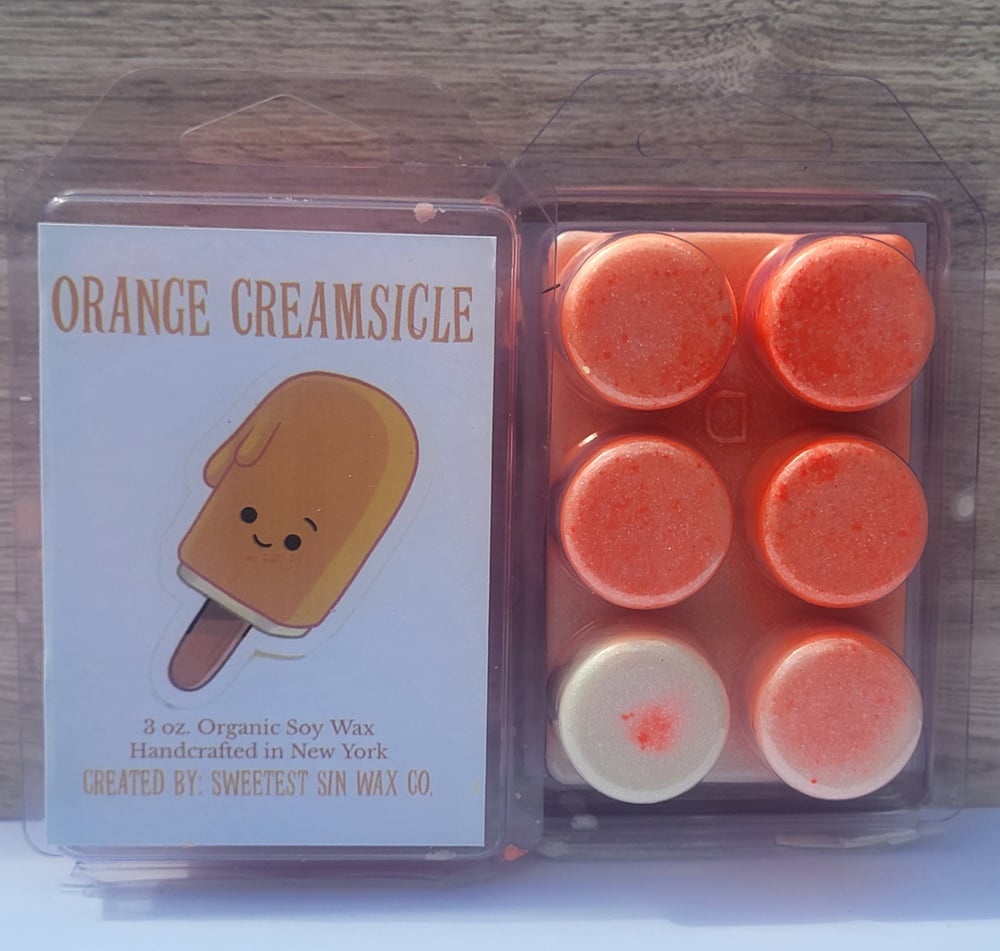 ORANGE CREAMSICLE
3 oz. Organic Soy Wax
Handcrafted in New York
CREATED BY: SWEETEST SIN WAX CO.